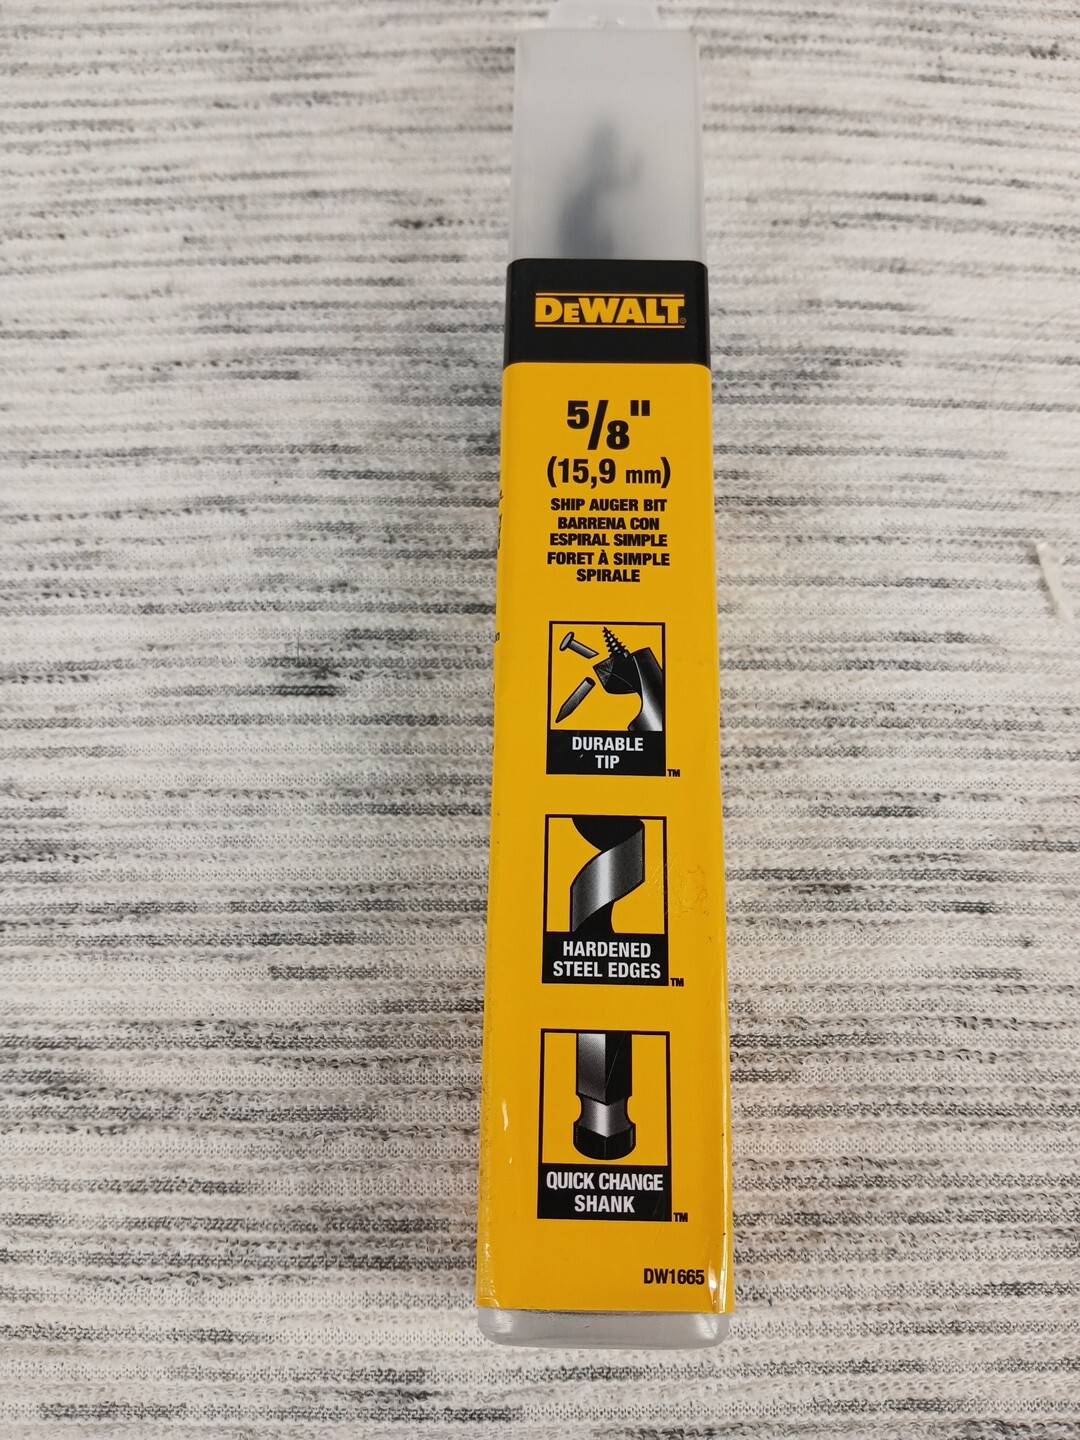 DEWALT®
5/8"
(15,9 mm)
SHIP AUGER BIT
BARRENA CON
ESPIRAL SIMPLE
FORET À SIMPLE
SPIRALE
DURABLE
TIP
™
HARDENED
STEEL EDGES
™
QUICK CHANGE
SHANK
™
DW1665